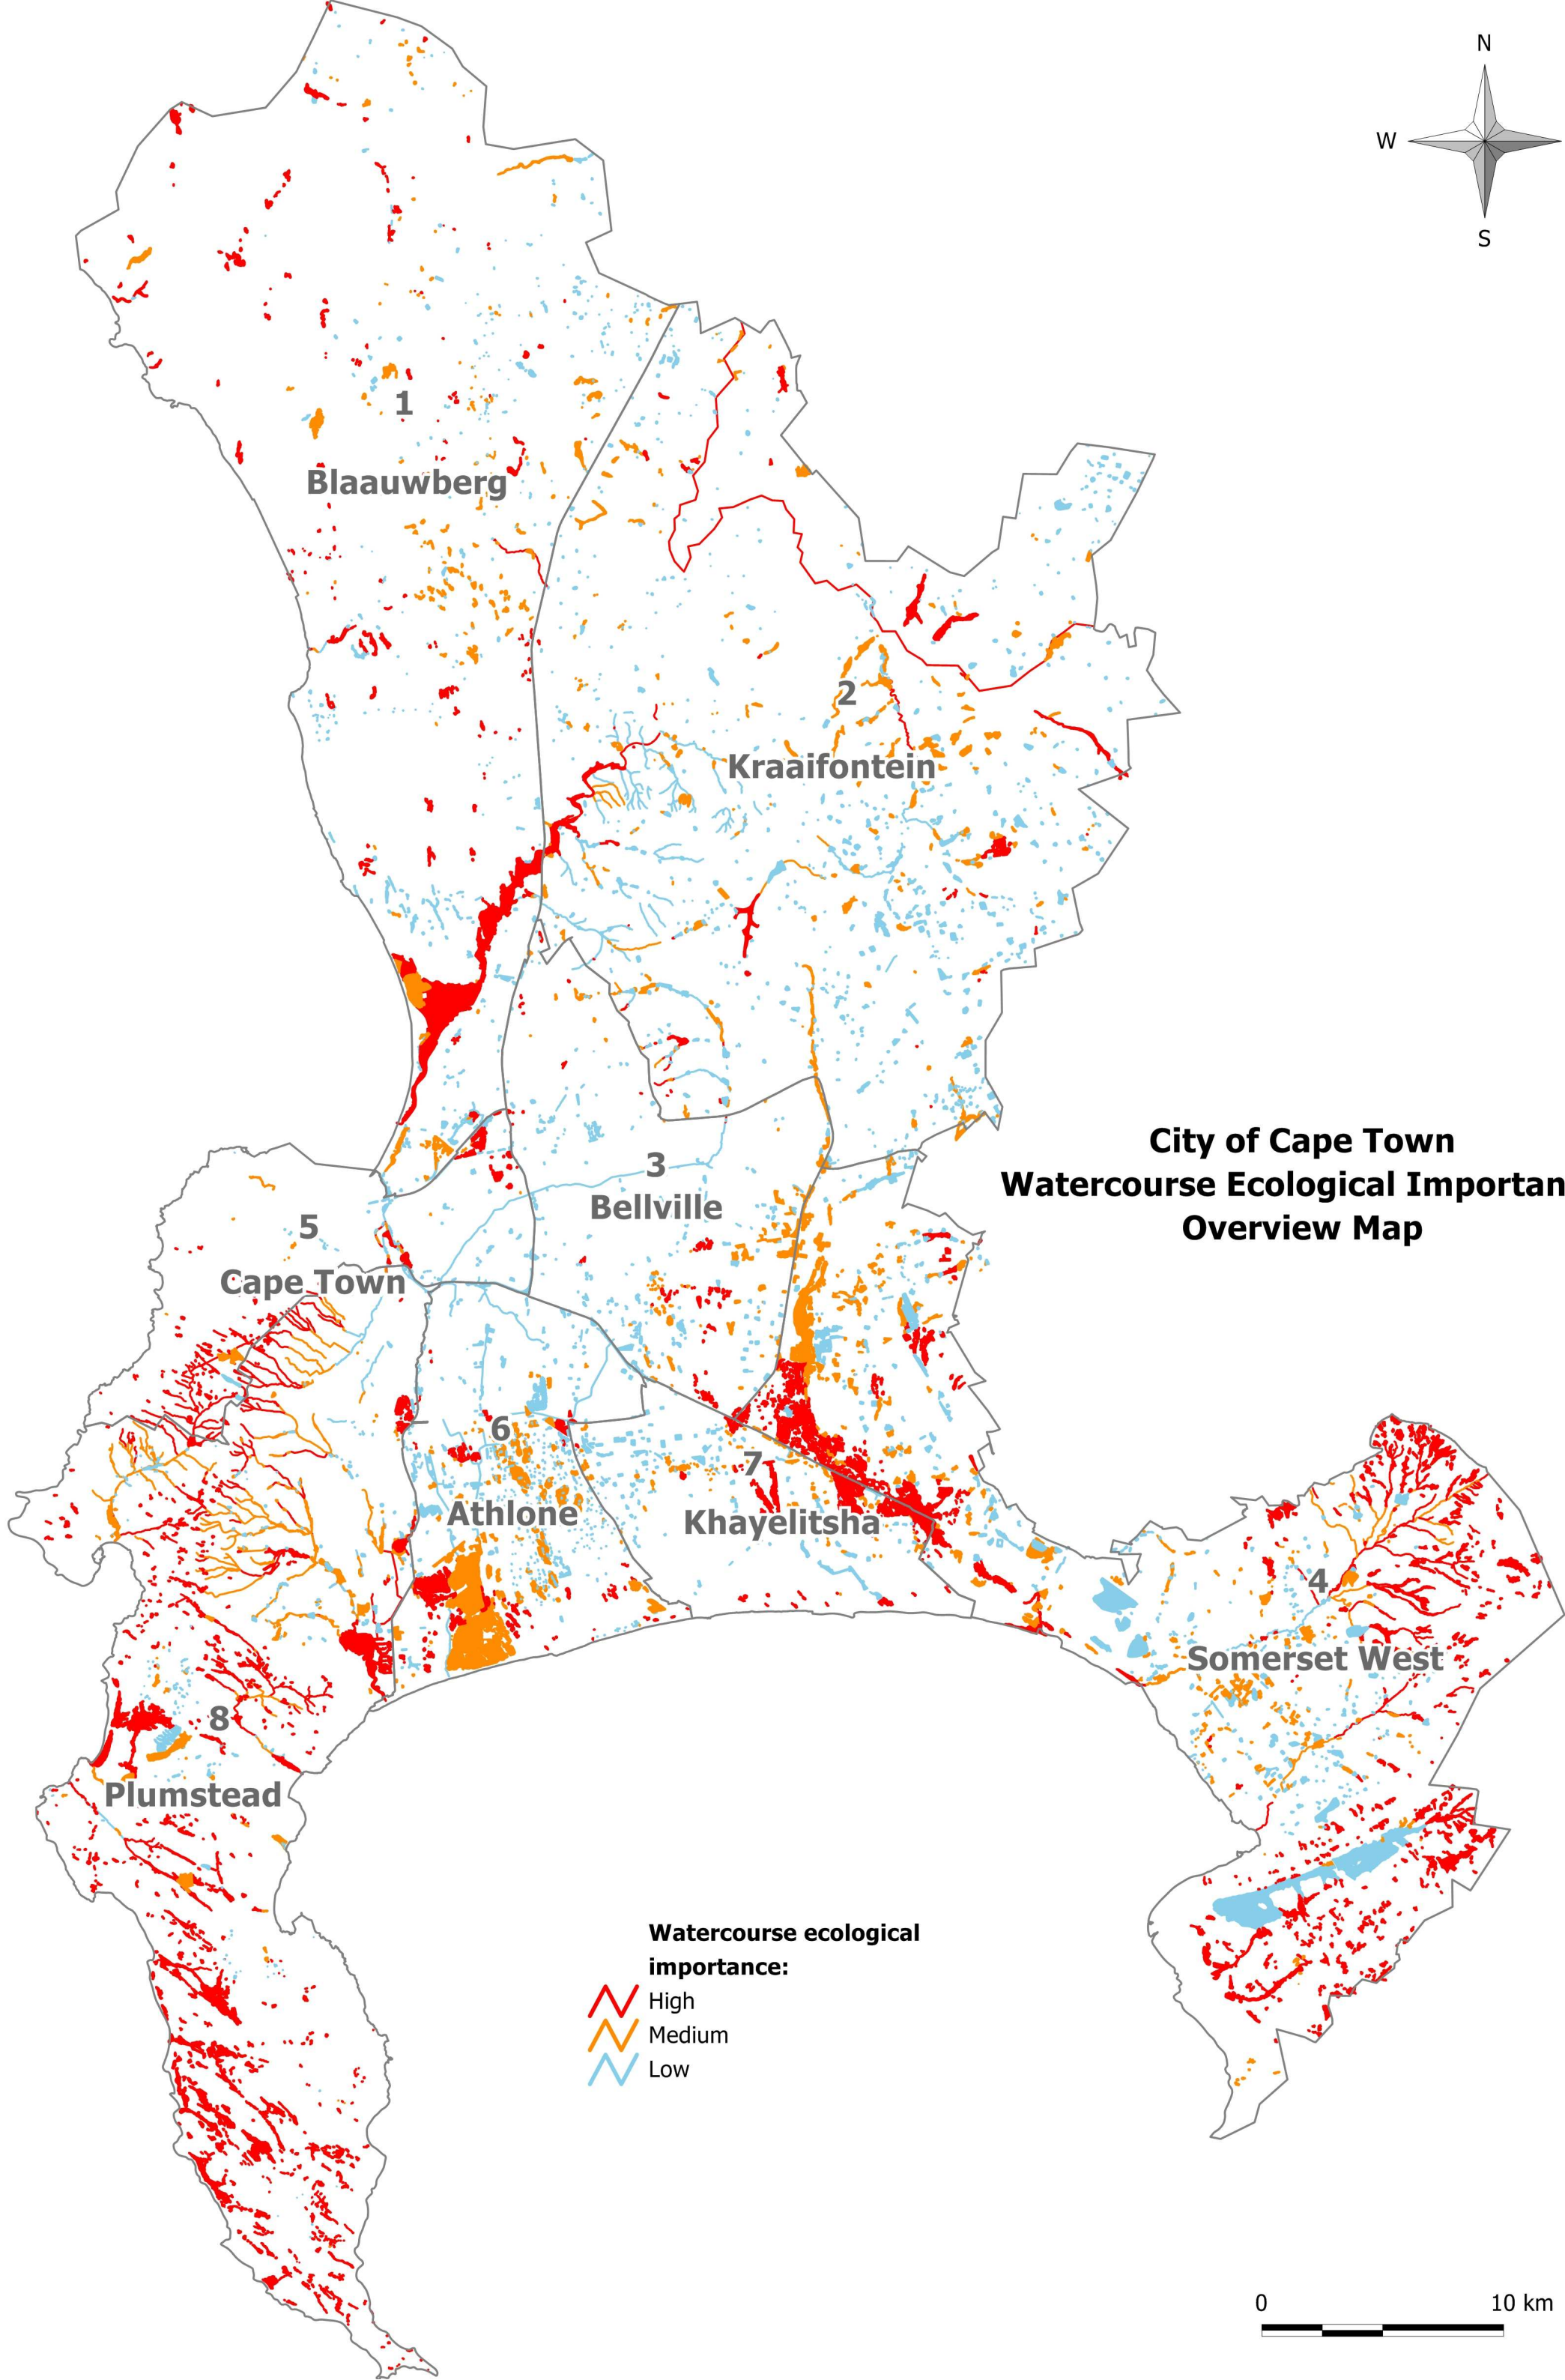 N
W
S
1
Blaauwberg
2
Kraaifontein
City of Cape Town
Watercourse Ecological Importan
Overview Map
3
Bellville
5
Cape Town
6
Athlone
7
Khayelitsha
4
Somerset West
8
Plumstead
Watercourse ecological
importance:
High
Medium
Low
0 10 km